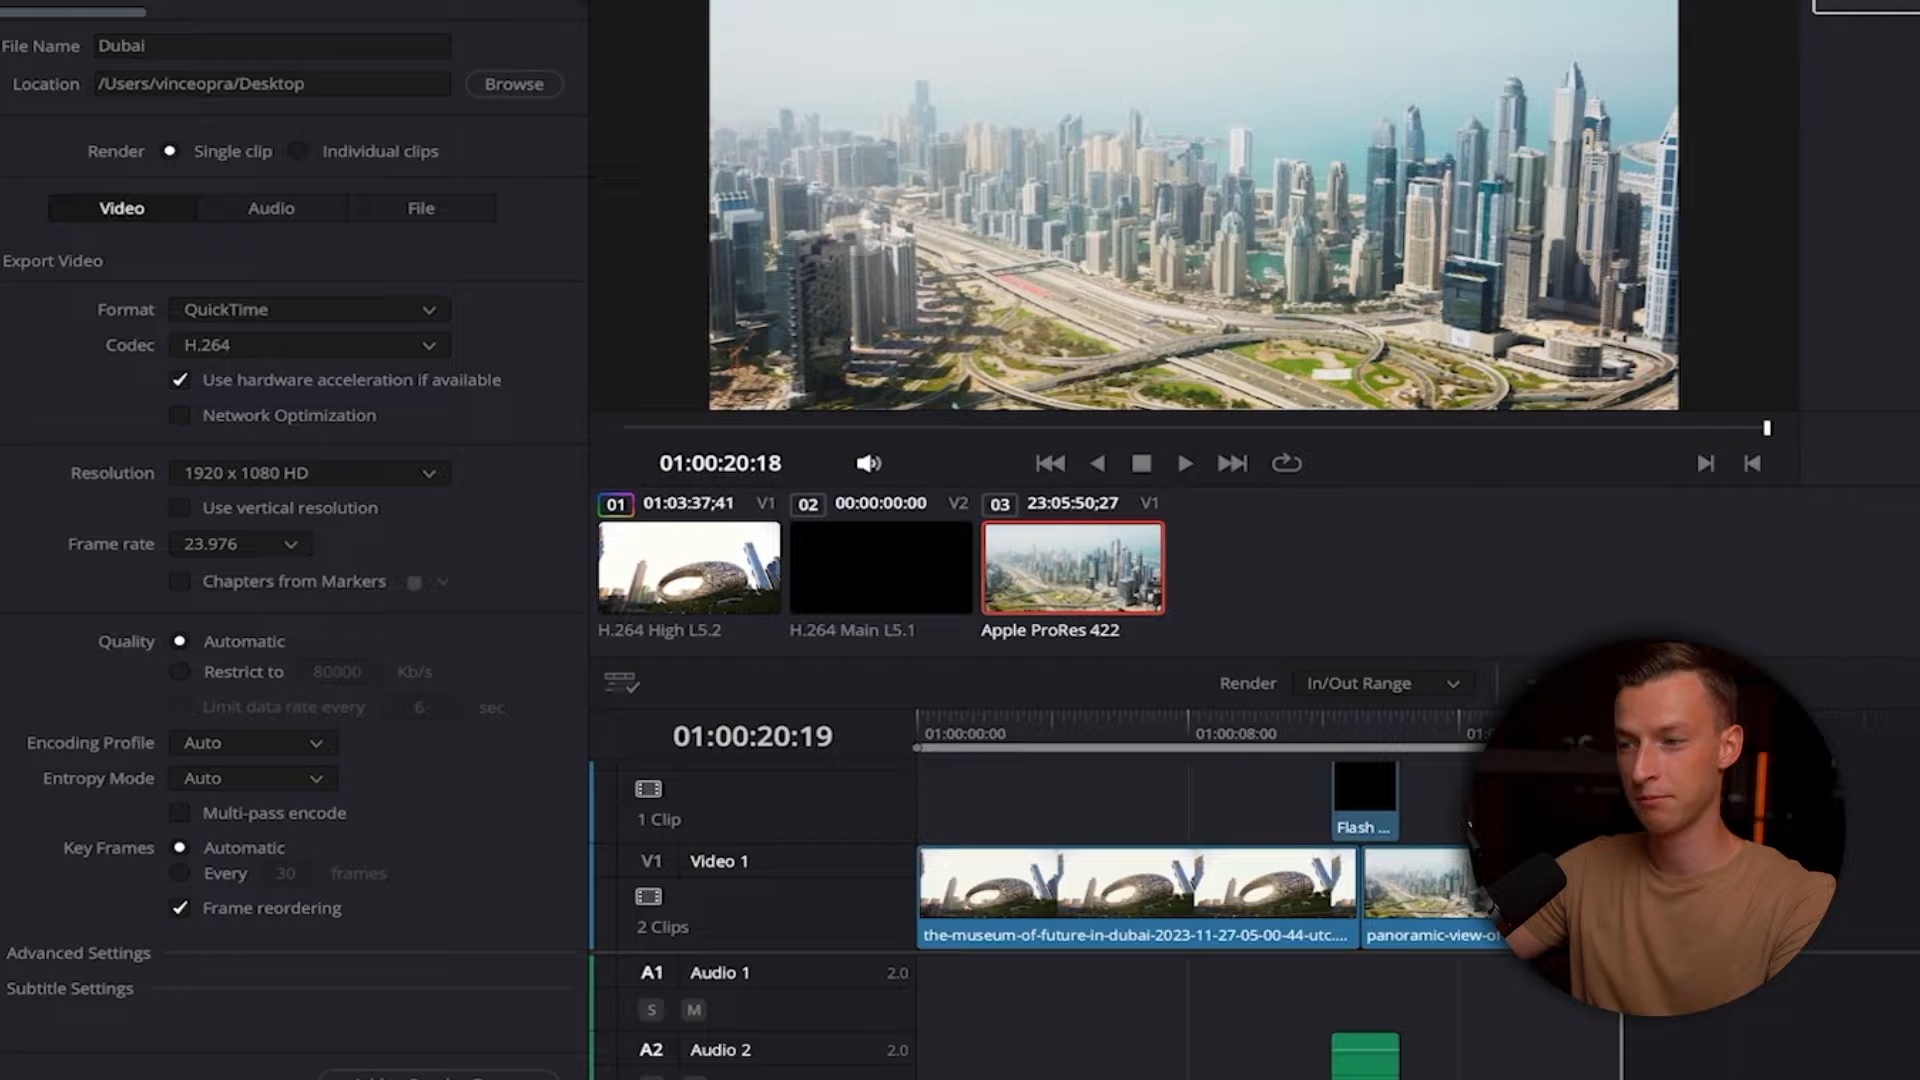 File Name Dubai
Location /Users/vinceopra/Desktop Browse
Render Single clip Individual clips
Video Audio File
Export Video
Format QuickTime
Codec H.264
Use hardware acceleration if available
Network Optimization
Resolution 1920 x 1080 HD
Use vertical resolution
Frame rate 23.976
Chapters from Markers
Quality Automatic
Restrict to 80000 Kb/s
Limit data rate every 6 sec
Encoding Profile Auto
Entropy Mode Auto
Multi-pass encode
Key Frames Automatic
Every 30 frames
Frame reordering
Advanced Settings
Subtitle Settings
01:00:20:18
01 01:03:37;41 V1 02 00:00:00:00 V2 03 23:05:50;27 V1
H.264 High L5.2 H.264 Main L5.1 Apple ProRes 422
Render In/Out Range
01:00:20:19 01:00:00:00 01:00:08:00
1 Clip
Flash ...
V1 Video 1
2 Clips
the-museum-of-future-in-dubai-2023-11-27-05-00-44-utc.... panoramic-view-o
A1 Audio 1 2.0
S M
A2 Audio 2 2.0